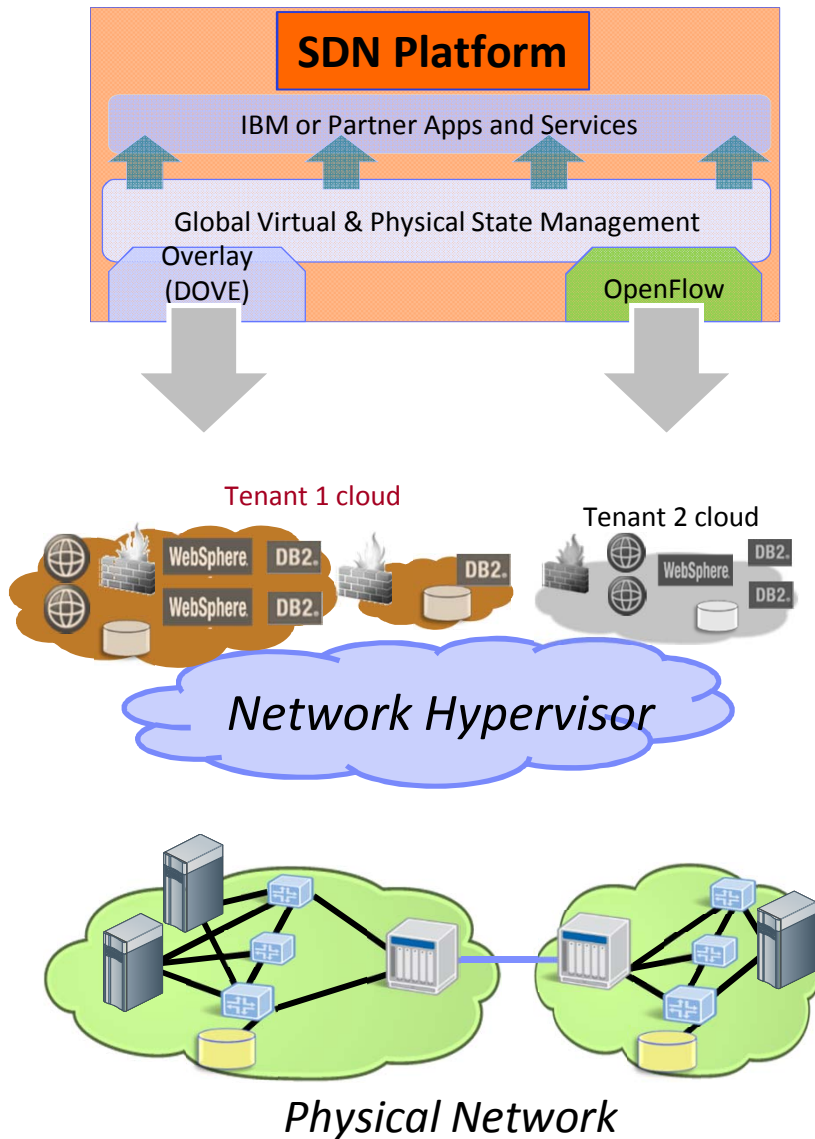 SDN Platform
IBM or Partner Apps and Services
Global Virtual & Physical State Management
Overlay
(DOVE)
OpenFlow
Tenant 1 cloud
Tenant 2 cloud
WebSphere.
DB2.
DB2.
WebSphere.
DB2.
DB2.
WebSphere.
DB2.
Network Hypervisor
Physical Network